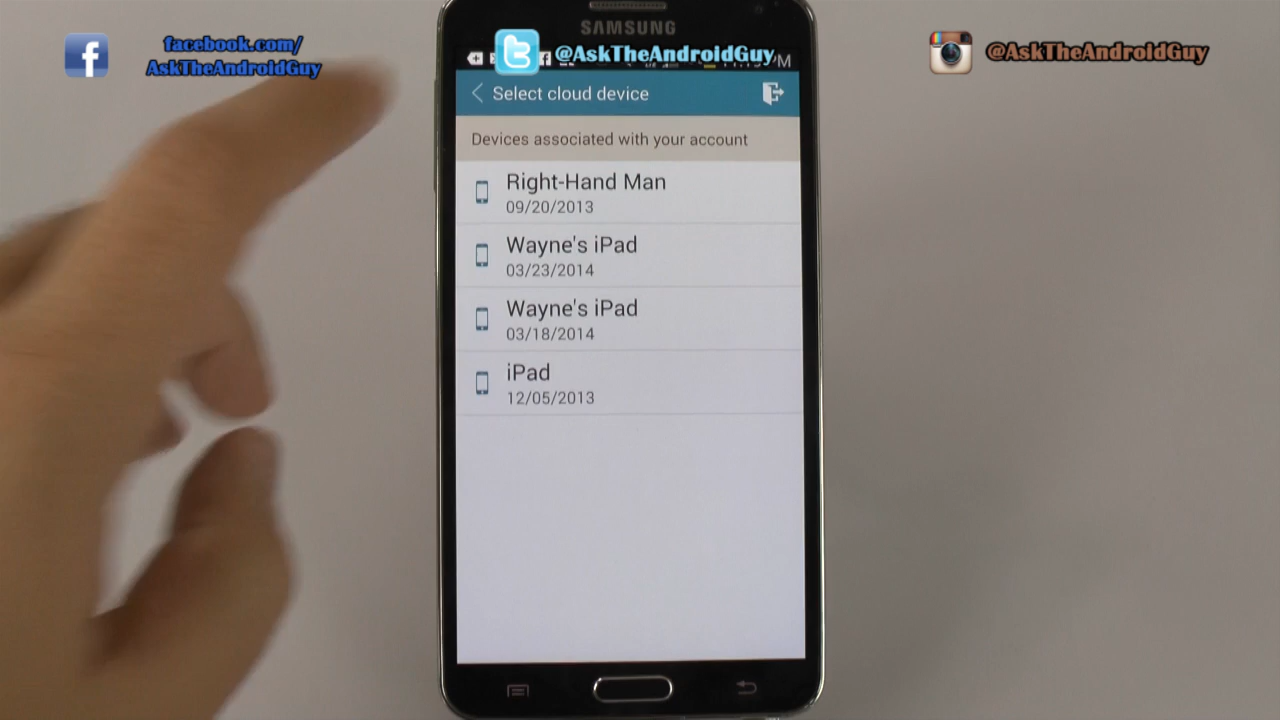 facebook.com/
AskTheAndroidGuy
@AskTheAndroidGuy
@AskTheAndroidGuy
SAMSUNG
Select cloud device
Devices associated with your account
Right-Hand Man
09/20/2013
Wayne's iPad
03/23/2014
Wayne's iPad
03/18/2014
iPad
12/05/2013